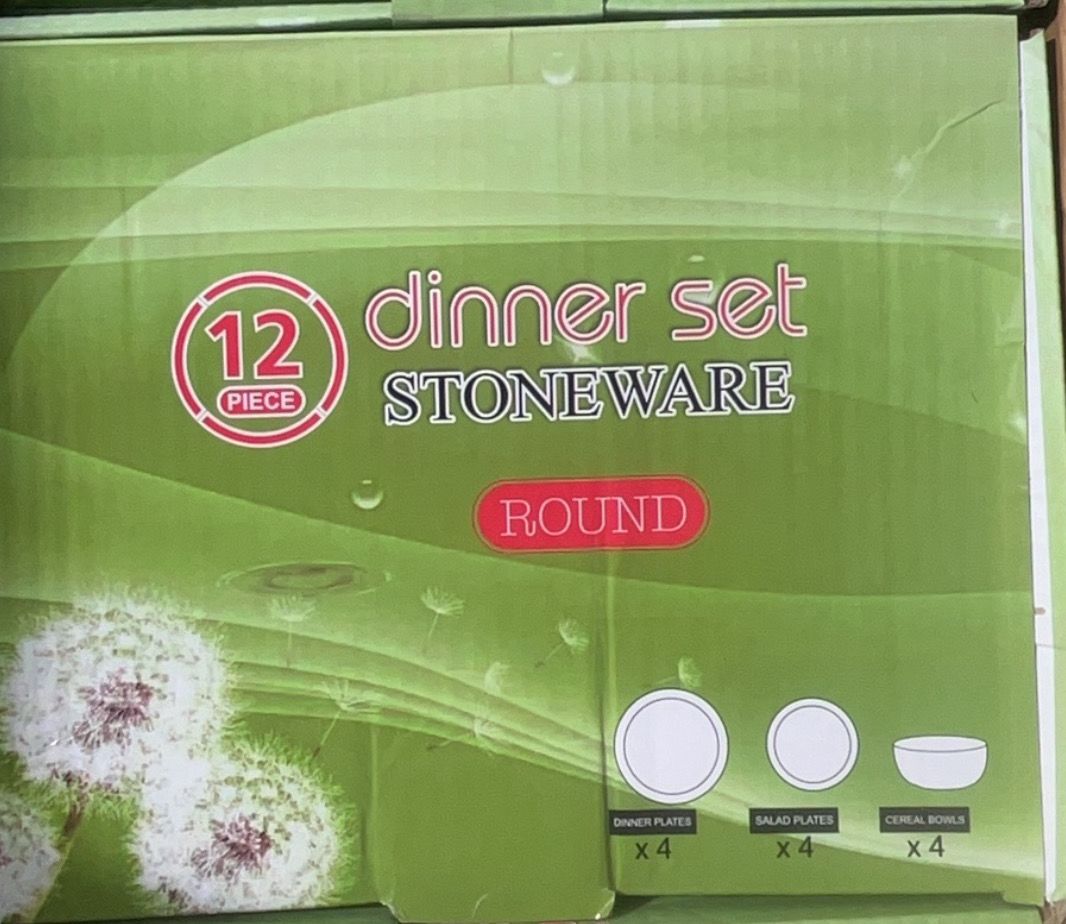 12
PIECE
dinner set
STONEWARE
ROUND
DINNER PLATES
x 4
SALAD PLATES
x 4
CEREAL BOWLS
x 4